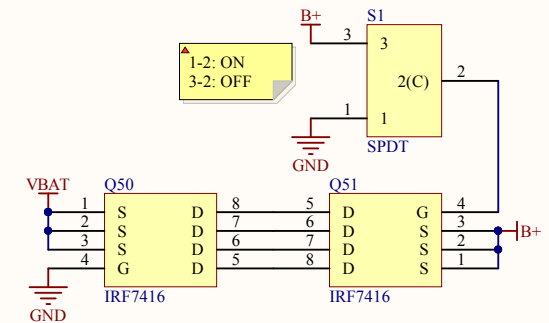 B+
S1
3
3
1-2: ON
3-2: OFF
2(C)
2
1
1
GND
SPDT
VBAT
Q50
Q51
1
S
D
8
5
D
G
4
2
S
D
7
6
D
S
3
B+
3
S
D
6
7
D
S
2
4
G
D
5
8
D
S
1
IRF7416
IRF7416
GND